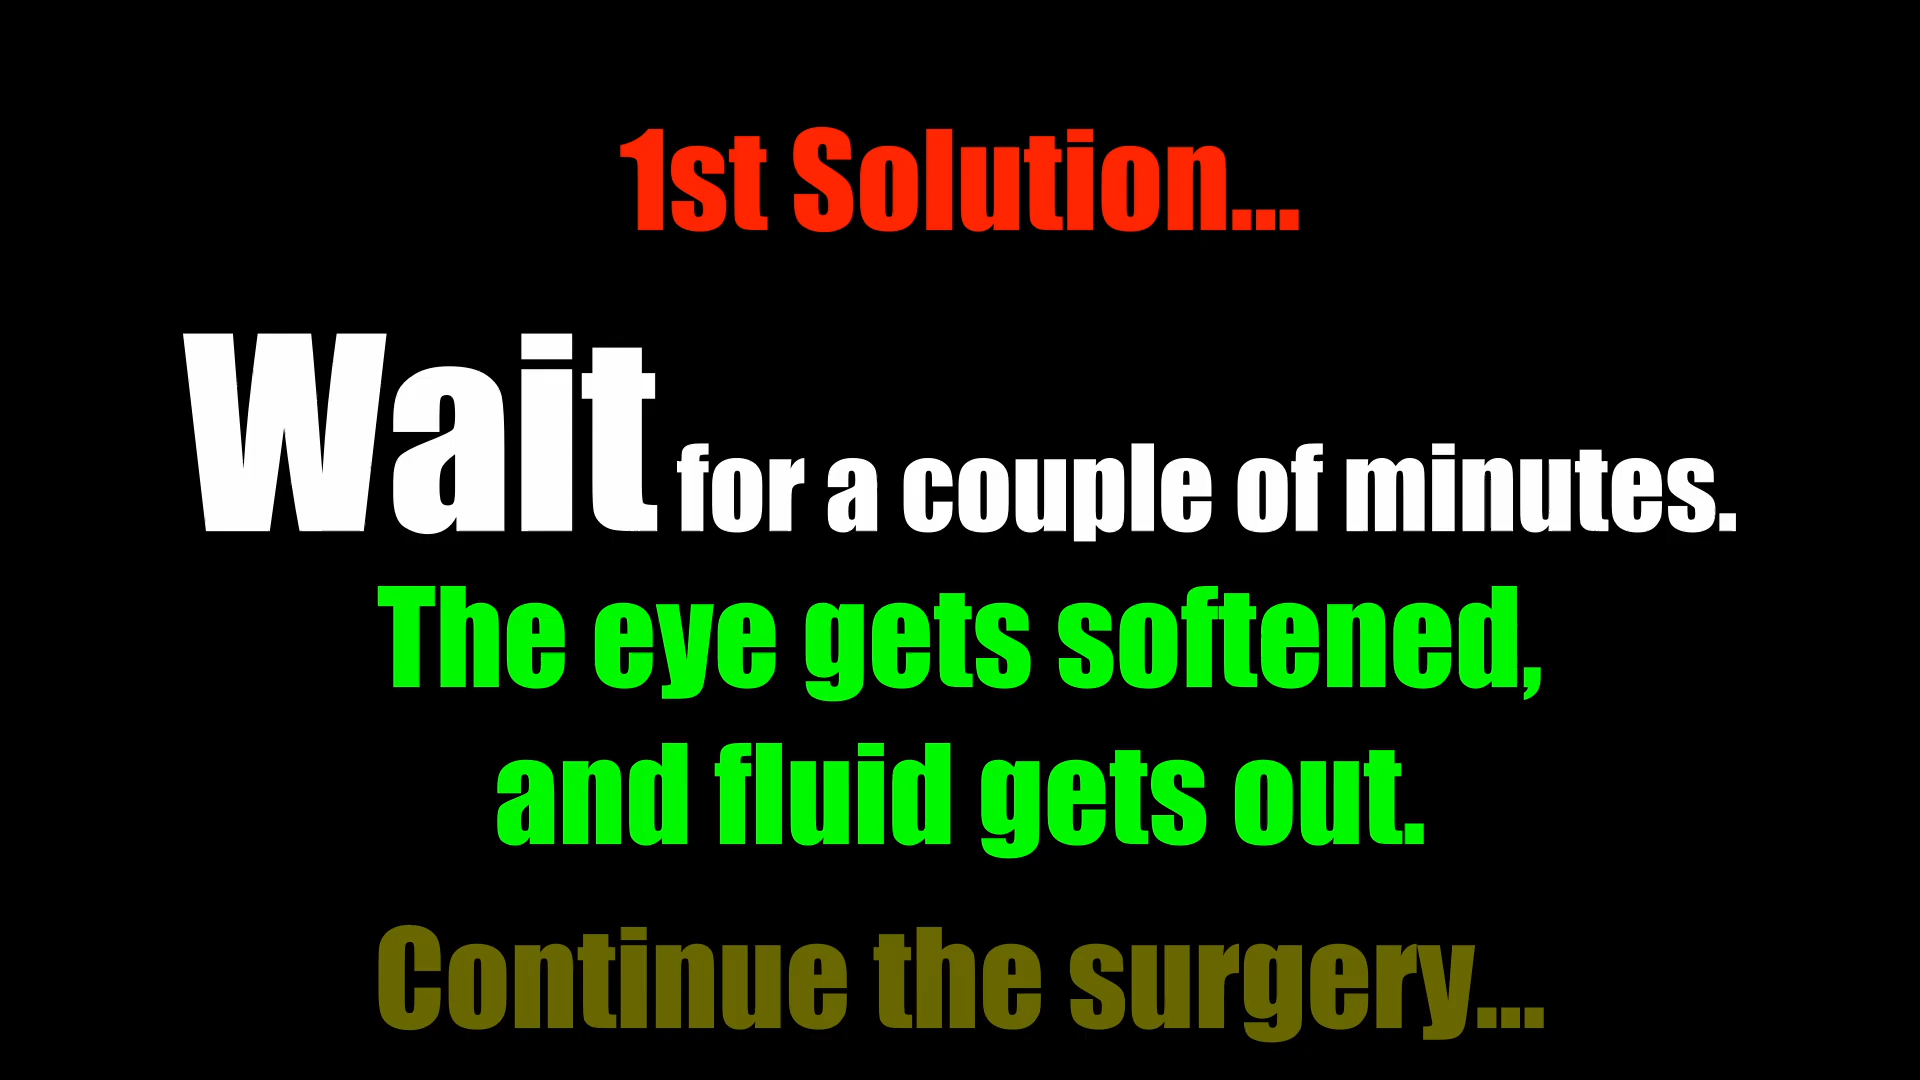 1st Solution...
Wait for a couple of minutes.
The eye gets softened,
and fluid gets out.
Continue the surgery...